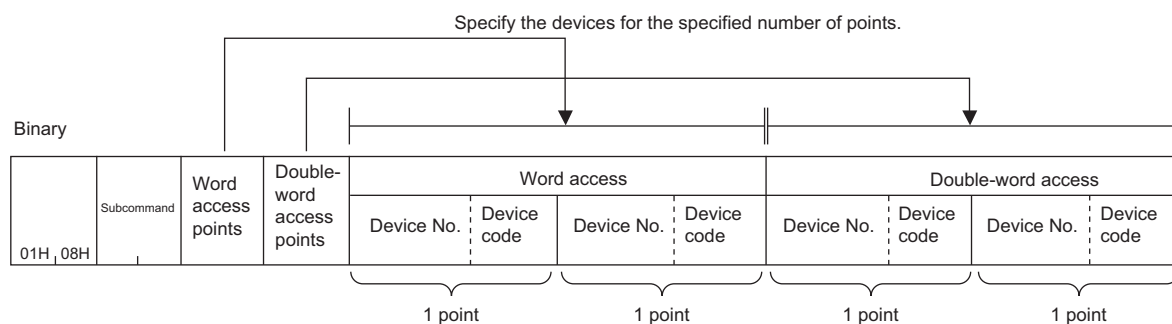 Specify the devices for the specified number of points.
Binary
01H 08H
Subcommand
Word
access
points
Double-
word
access
points
Word access
Double-word access
Device No.
Device
code
Device No.
Device
code
Device No.
Device
code
Device No.
Device
code
1 point
1 point
1 point
1 point